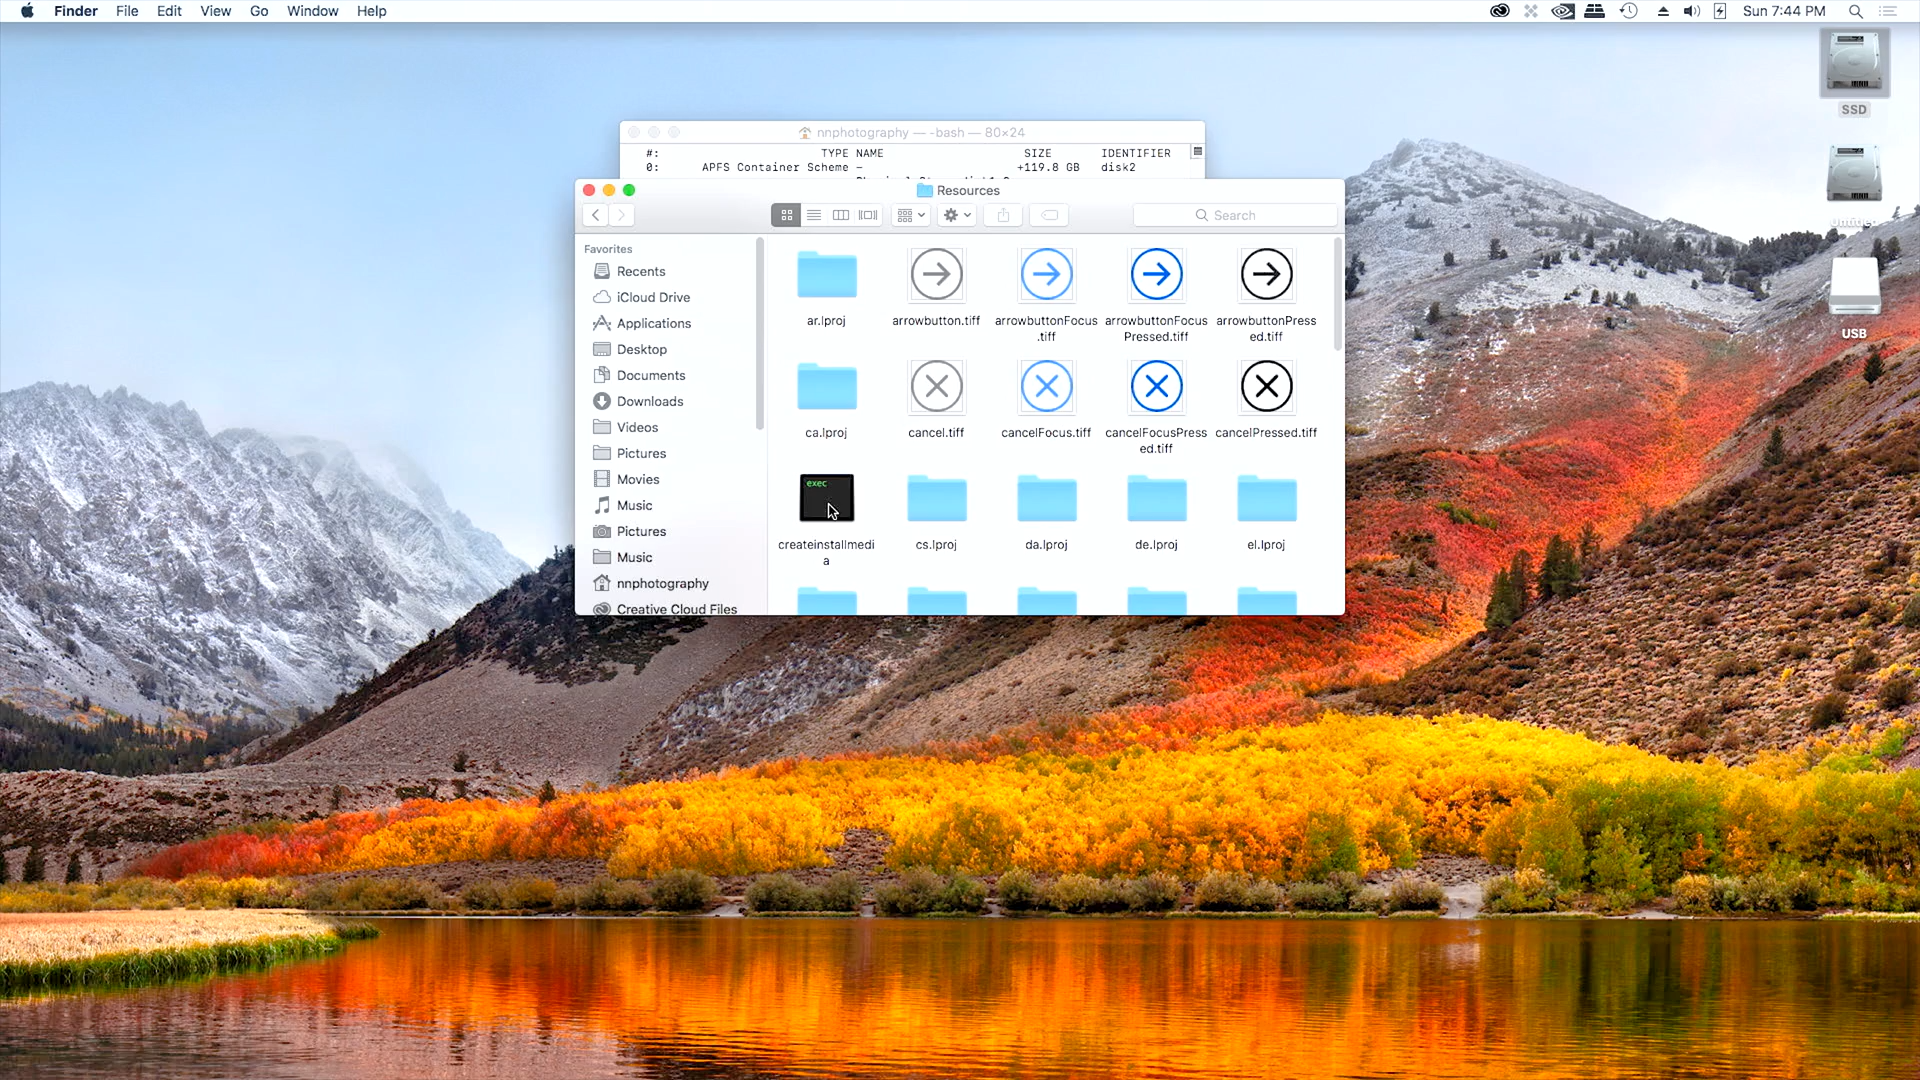 Finder File Edit View Go Window Help
Sun 7:44 PM
SSD
USB
nnphotography — -bash — 80×24
#: TYPE NAME SIZE IDENTIFIER
0: APFS Container Scheme – +119.8 GB disk2
Resources
Search
Favorites
Recents
iCloud Drive
Applications
Desktop
Documents
Downloads
Videos
Pictures
Movies
Music
Pictures
Music
nnphotography
Creative Cloud Files
ar.lproj
arrowbutton.tiff
arrowbuttonFocus
.tiff
arrowbuttonFocus
Pressed.tiff
arrowbuttonPress
ed.tiff
ca.lproj
cancel.tiff
cancelFocus.tiff
cancelFocusPress
ed.tiff
cancelPressed.tiff
exec
createinstallmedi
a
cs.lproj
da.lproj
de.lproj
el.lproj